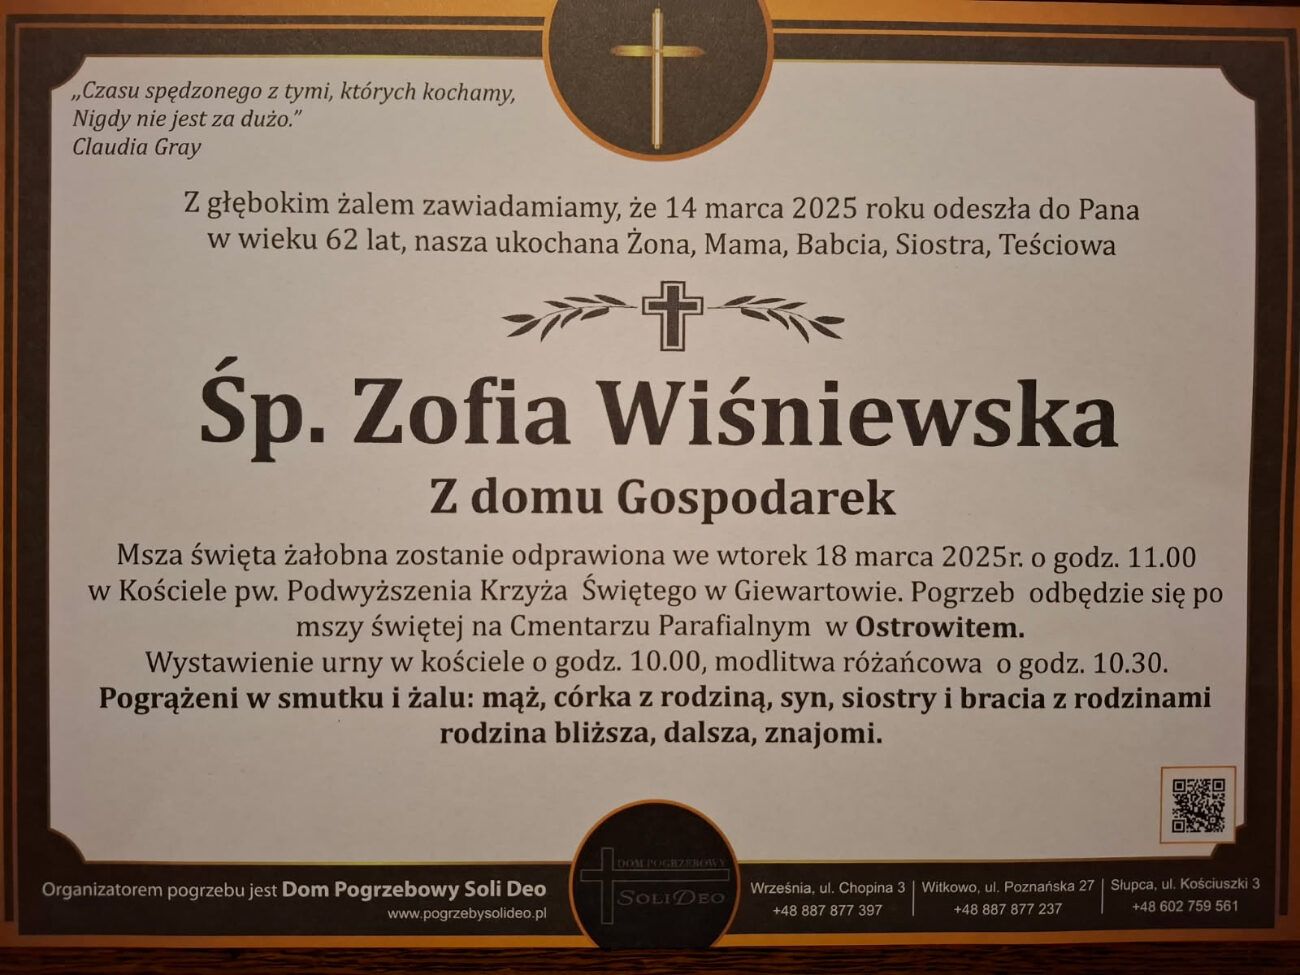 „Czasu spędzonego z tymi, których kochamy,
Nigdy nie jest za dużo."
Claudia Gray
Z głębokim żalem zawiadamiamy, że 14 marca 2025 roku odeszła do Pana
w wieku 62 lat, nasza ukochana Żona, Mama, Babcia, Siostra, Teściowa
Śp. Zofia Wiśniewska
Z domu Gospodarek
Msza święta żałobna zostanie odprawiona we wtorek 18 marca 2025r. o godz. 11.00
w Kościele pw. Podwyższenia Krzyża Świętego w Giewartowie. Pogrzeb odbędzie się po
mszy świętej na Cmentarzu Parafialnym w Ostrowitem.
Wystawienie urny w kościele o godz. 10.00, modlitwa różańcowa o godz. 10.30.
Pogrążeni w smutku i żalu: mąż, córka z rodziną, syn, siostry i bracia z rodzinami
rodzina bliższa, dalsza, znajomi.
Organizatorem pogrzebu jest Dom Pogrzebowy Soli Deo
www.pogrzebysolideo.pl
DOM POGRZEBOWY
SOLI DEO
Września, ul. Chopina 3
+48 887 877 397
Witkowo, ul. Poznańska 27
+48 887 877 237
Słupca, ul. Kościuszki 3
+48 602 759 561